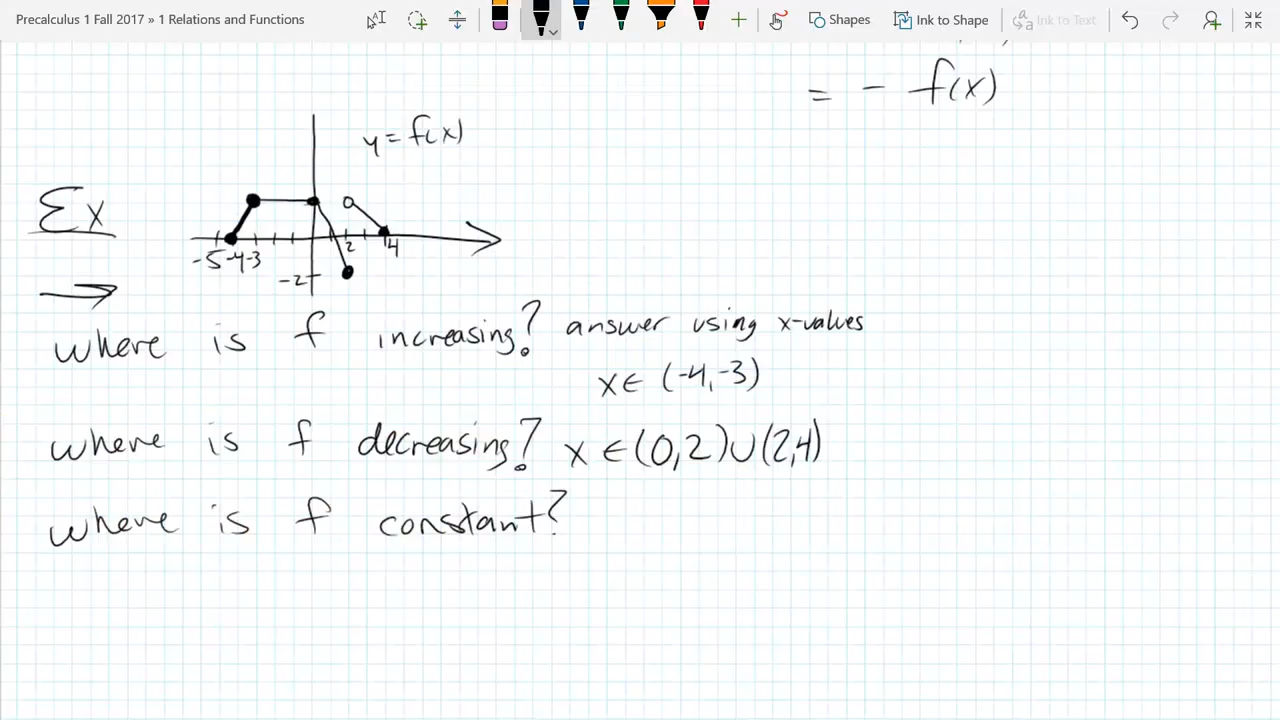 Precalculus 1 Fall 2017 » 1 Relations and Functions
Shapes
Ink to Shape
Ink to Text
= - f(x)
y = f(x)
Ex
-5 -4 -3 2 4
-2
where is f increasing? answer using x-values
x ∈ (-4, -3)
where is f decreasing? x ∈ (0, 2) ∪ (2, 4)
where is f constant?